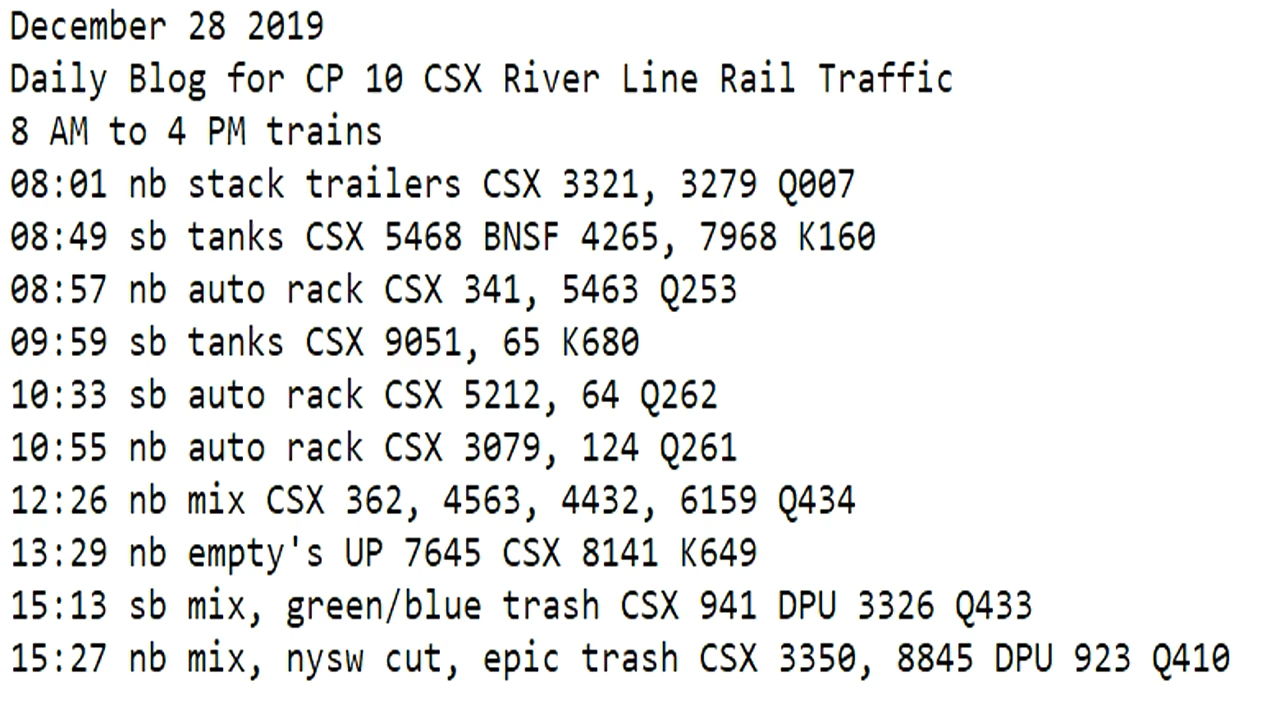 December 28 2019
Daily Blog for CP 10 CSX River Line Rail Traffic
8 AM to 4 PM trains
08:01 nb stack trailers CSX 3321, 3279 Q007
08:49 sb tanks CSX 5468 BNSF 4265, 7968 K160
08:57 nb auto rack CSX 341, 5463 Q253
09:59 sb tanks CSX 9051, 65 K680
10:33 sb auto rack CSX 5212, 64 Q262
10:55 nb auto rack CSX 3079, 124 Q261
12:26 nb mix CSX 362, 4563, 4432, 6159 Q434
13:29 nb empty's UP 7645 CSX 8141 K649
15:13 sb mix, green/blue trash CSX 941 DPU 3326 Q433
15:27 nb mix, nysw cut, epic trash CSX 3350, 8845 DPU 923 Q410